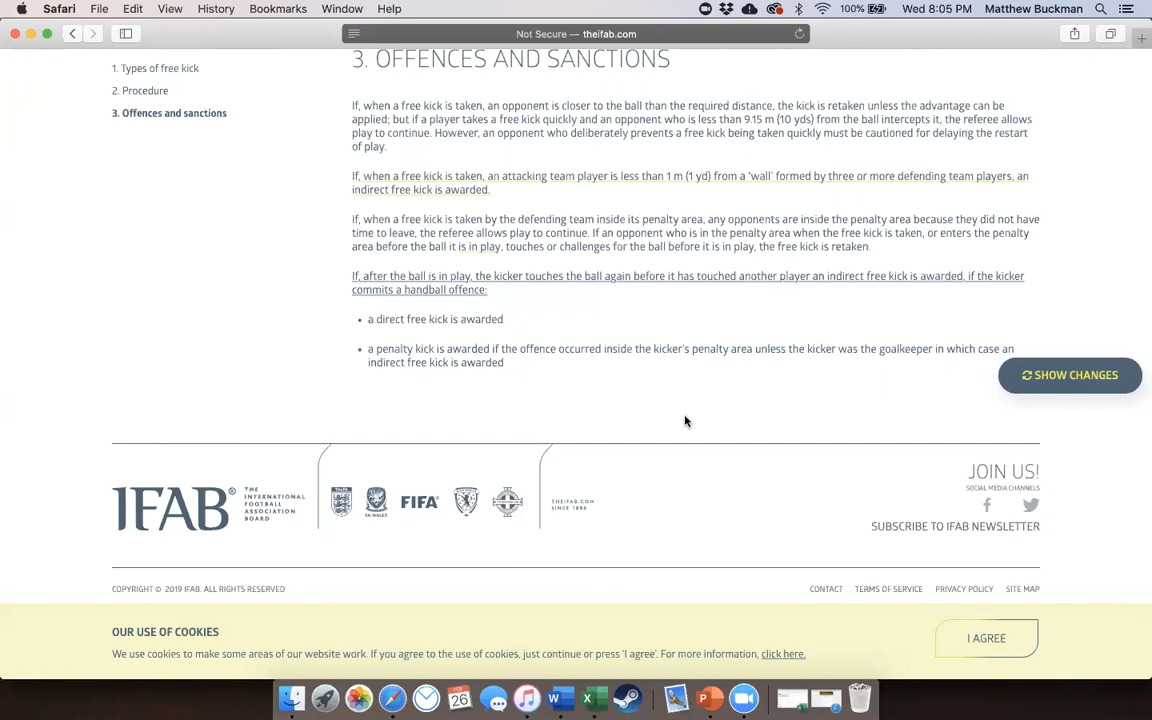 Safari File Edit View History Bookmarks Window Help 100% Wed 8:05 PM Matthew Buckman
Not Secure — theifab.com
1. Types of free kick
2. Procedure
3. Offences and sanctions
3. OFFENCES AND SANCTIONS
If, when a free kick is taken, an opponent is closer to the ball than the required distance, the kick is retaken unless the advantage can be
applied; but if a player takes a free kick quickly and an opponent who is less than 9.15 m (10 yds) from the ball intercepts it, the referee allows
play to continue. However, an opponent who deliberately prevents a free kick being taken quickly must be cautioned for delaying the restart
of play.
If, when a free kick is taken, an attacking team player is less than 1 m (1 yd) from a 'wall' formed by three or more defending team players, an
indirect free kick is awarded.
If, when a free kick is taken by the defending team inside its penalty area, any opponents are inside the penalty area because they did not have
time to leave, the referee allows play to continue. If an opponent who is in the penalty area when the free kick is taken, or enters the penalty
area before the ball it is in play, touches or challenges for the ball before it is in play, the free kick is retaken.
If, after the ball is in play, the kicker touches the ball again before it has touched another player an indirect free kick is awarded, if the kicker
commits a handball offence:
• a direct free kick is awarded
• a penalty kick is awarded if the offence occurred inside the kicker's penalty area unless the kicker was the goalkeeper in which case an
indirect free kick is awarded
SHOW CHANGES
IFAB®
THE
INTERNATIONAL
FOOTBALL
ASSOCIATION
BOARD
FA WALES
FIFA®
THEIFAB.COM
SINCE 1886
JOIN US!
SOCIAL MEDIA CHANNELS
SUBSCRIBE TO IFAB NEWSLETTER
COPYRIGHT © 2019 IFAB. ALL RIGHTS RESERVED
CONTACT TERMS OF SERVICE PRIVACY POLICY SITE MAP
OUR USE OF COOKIES
We use cookies to make some areas of our website work. If you agree to the use of cookies, just continue or press 'I agree'. For more information, click here.
I AGREE
FEB
26